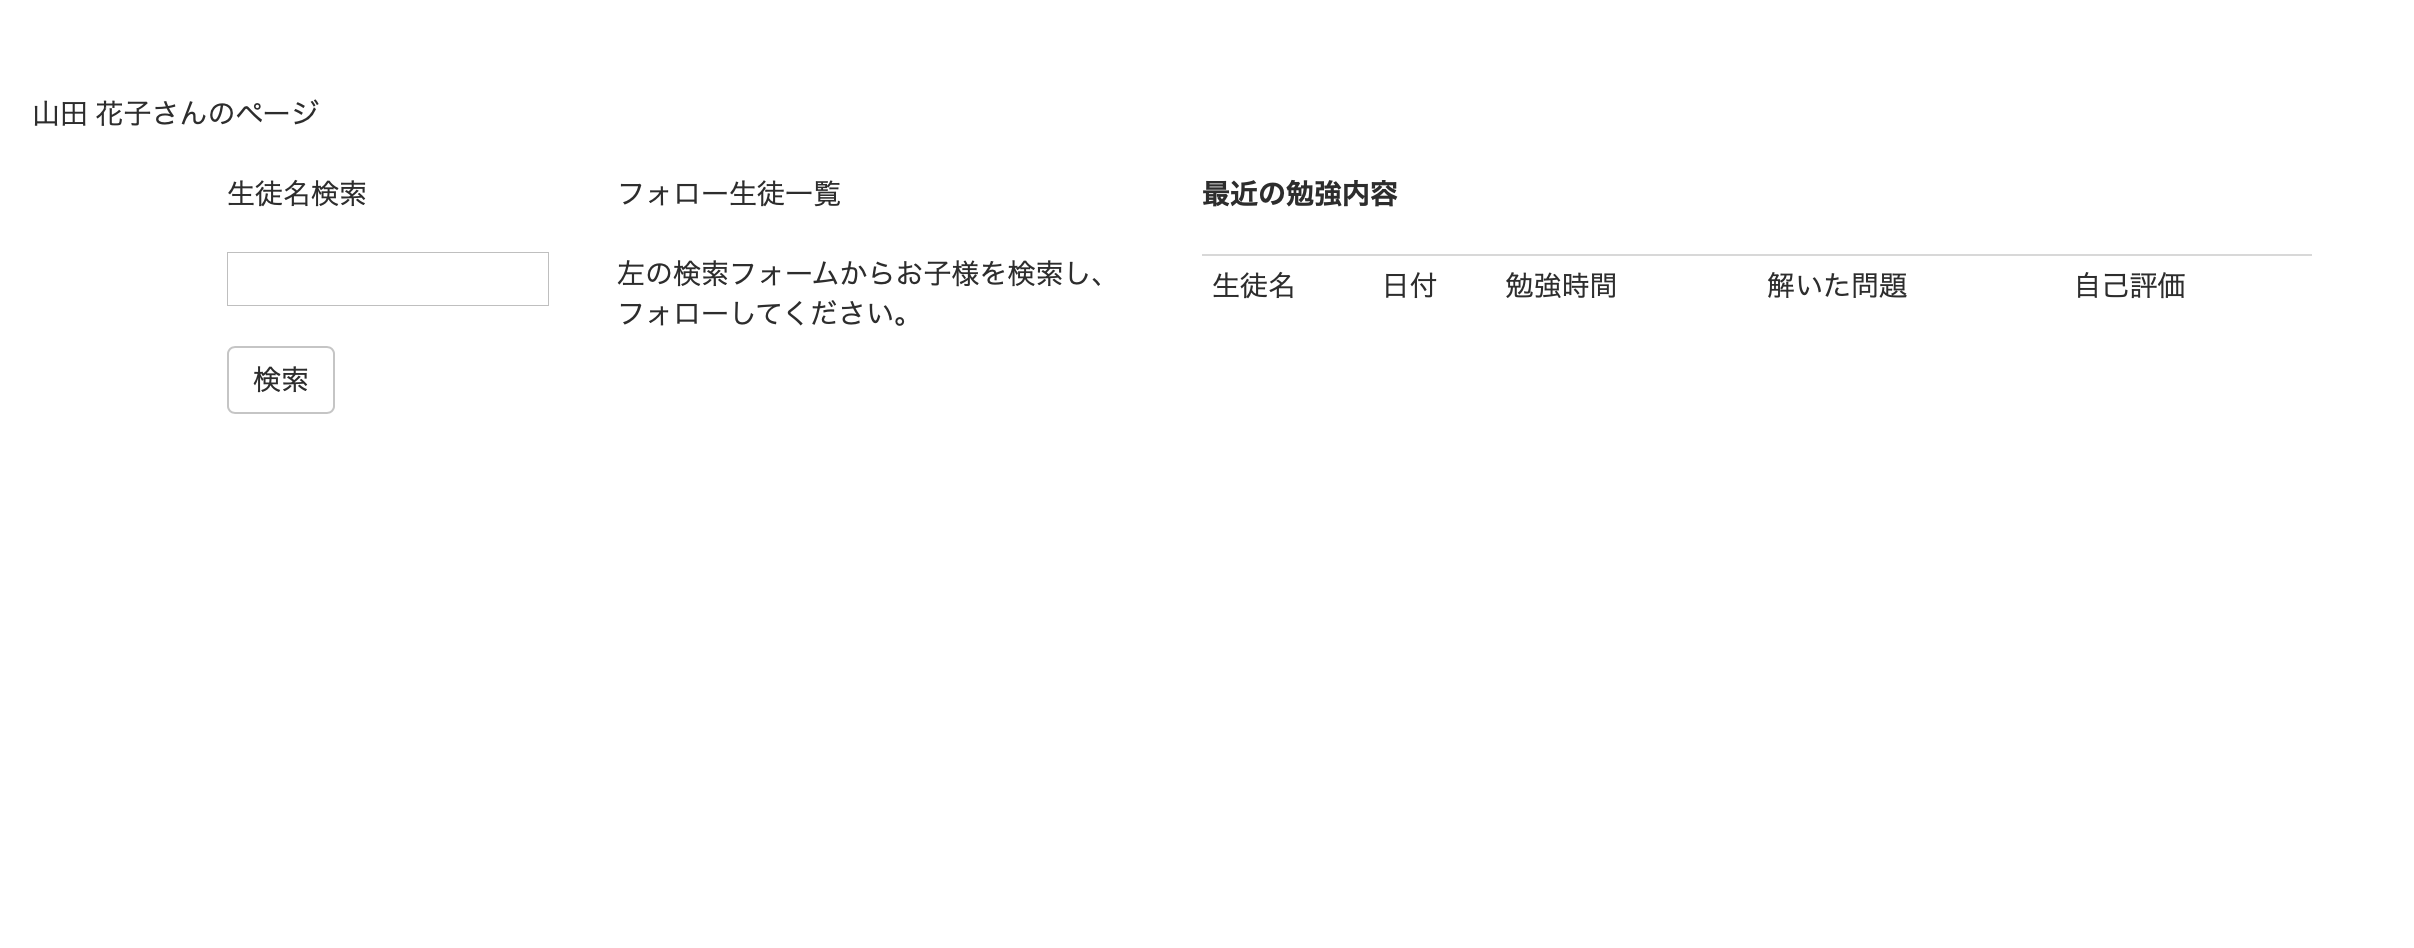 山田 花子さんのページ
生徒名検索
検索
フォロー生徒一覧
左の検索フォームからお子様を検索し、
フォローしてください。
最近の勉強内容
生徒名 日付 勉強時間 解いた問題 自己評価